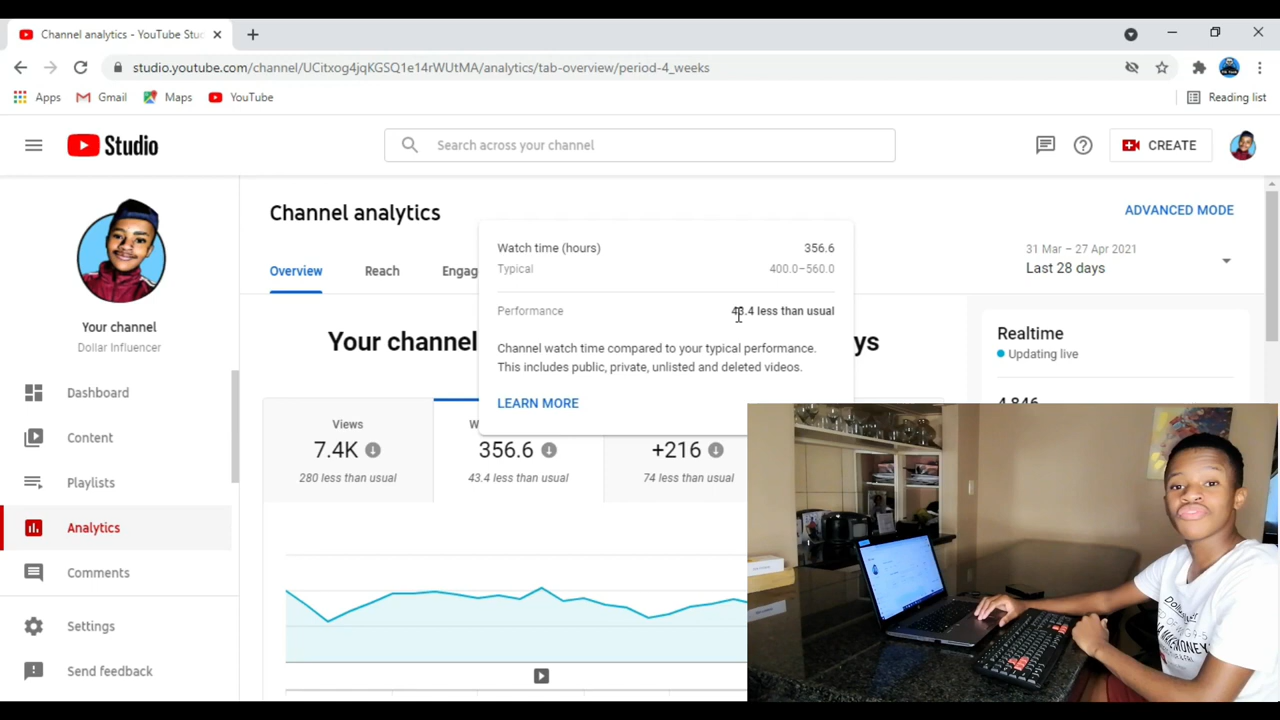 Channel analytics - YouTube Stu
studio.youtube.com/channel/UCitxog4jqKGSQ1e14rWUtMA/analytics/tab-overview/period-4_weeks
Apps Gmail Maps YouTube Reading list
Studio
Search across your channel
CREATE
Your channel
Dollar Influencer
Dashboard
Content
Playlists
Analytics
Comments
Settings
Send feedback
Channel analytics
ADVANCED MODE
Overview Reach Engag
31 Mar – 27 Apr 2021
Last 28 days
Watch time (hours) 356.6
Typical 400.0–560.0
Performance 43.4 less than usual
Channel watch time compared to your typical performance.
This includes public, private, unlisted and deleted videos.
LEARN MORE
Your channel ys
Views
7.4K
280 less than usual
W
356.6
43.4 less than usual
+216
74 less than usual
Realtime
Updating live
4,846